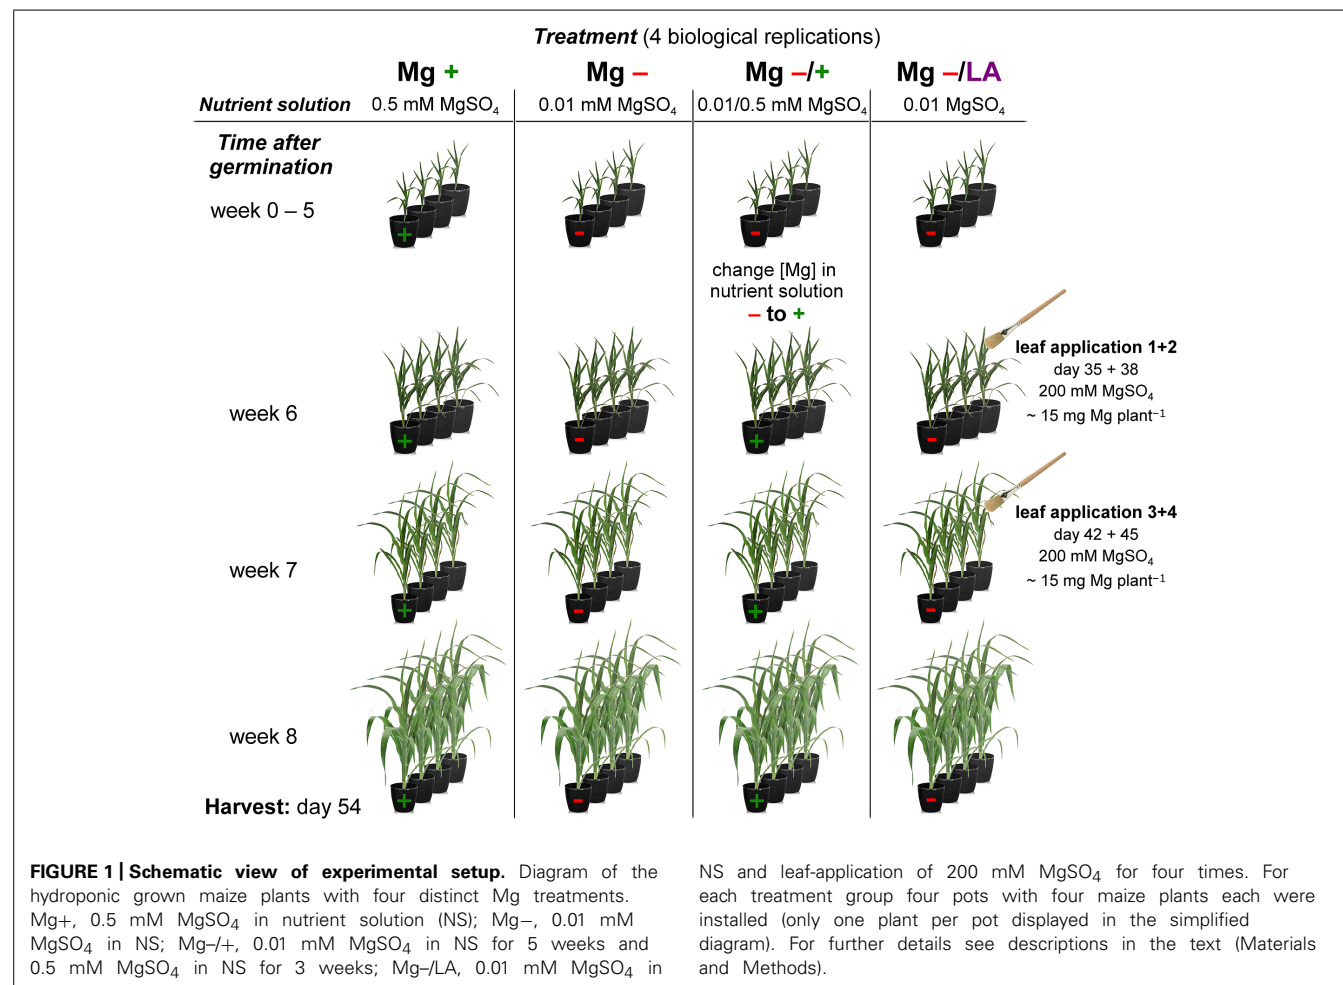 Treatment (4 biological replications)
Mg + Mg – Mg –/+ Mg –/LA
Nutrient solution 0.5 mM MgSO₄ 0.01 mM MgSO₄ 0.01/0.5 mM MgSO₄ 0.01 MgSO₄
Time after
germination
week 0 – 5
+ - - -
change [Mg] in
nutrient solution
– to +
leaf application 1+2
day 35 + 38
200 mM MgSO₄
~ 15 mg Mg plant⁻¹
week 6
+ - + -
leaf application 3+4
day 42 + 45
200 mM MgSO₄
~ 15 mg Mg plant⁻¹
week 7
+ - + -
week 8
+ - + -
Harvest: day 54
FIGURE 1 | Schematic view of experimental setup. Diagram of the
hydroponic grown maize plants with four distinct Mg treatments.
Mg+, 0.5 mM MgSO₄ in nutrient solution (NS); Mg−, 0.01 mM
MgSO₄ in NS; Mg–/+, 0.01 mM MgSO₄ in NS for 5 weeks and
0.5 mM MgSO₄ in NS for 3 weeks; Mg–/LA, 0.01 mM MgSO₄ in
NS and leaf-application of 200 mM MgSO₄ for four times. For
each treatment group four pots with four maize plants each were
installed (only one plant per pot displayed in the simplified
diagram). For further details see descriptions in the text (Materials
and Methods).